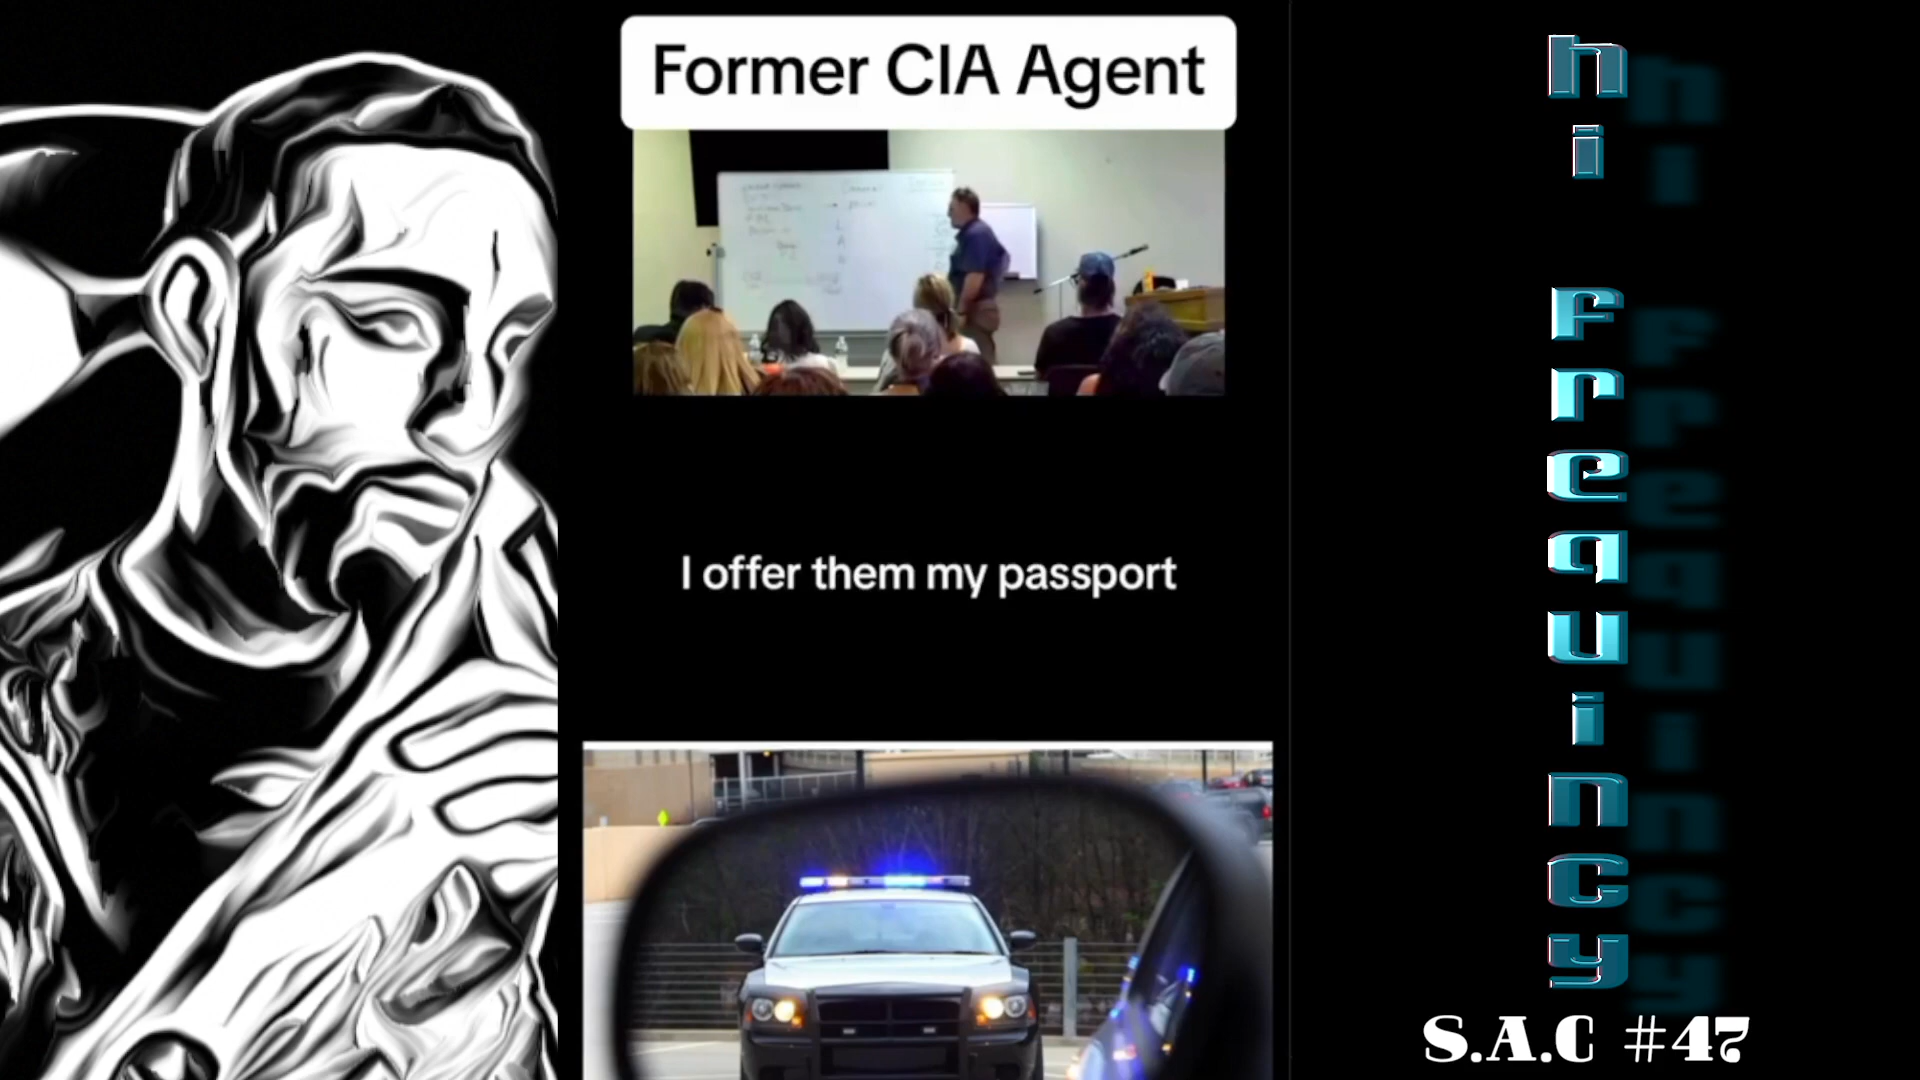 Former CIA Agent
I offer them my passport
hi Frequincy
S.A.C #47